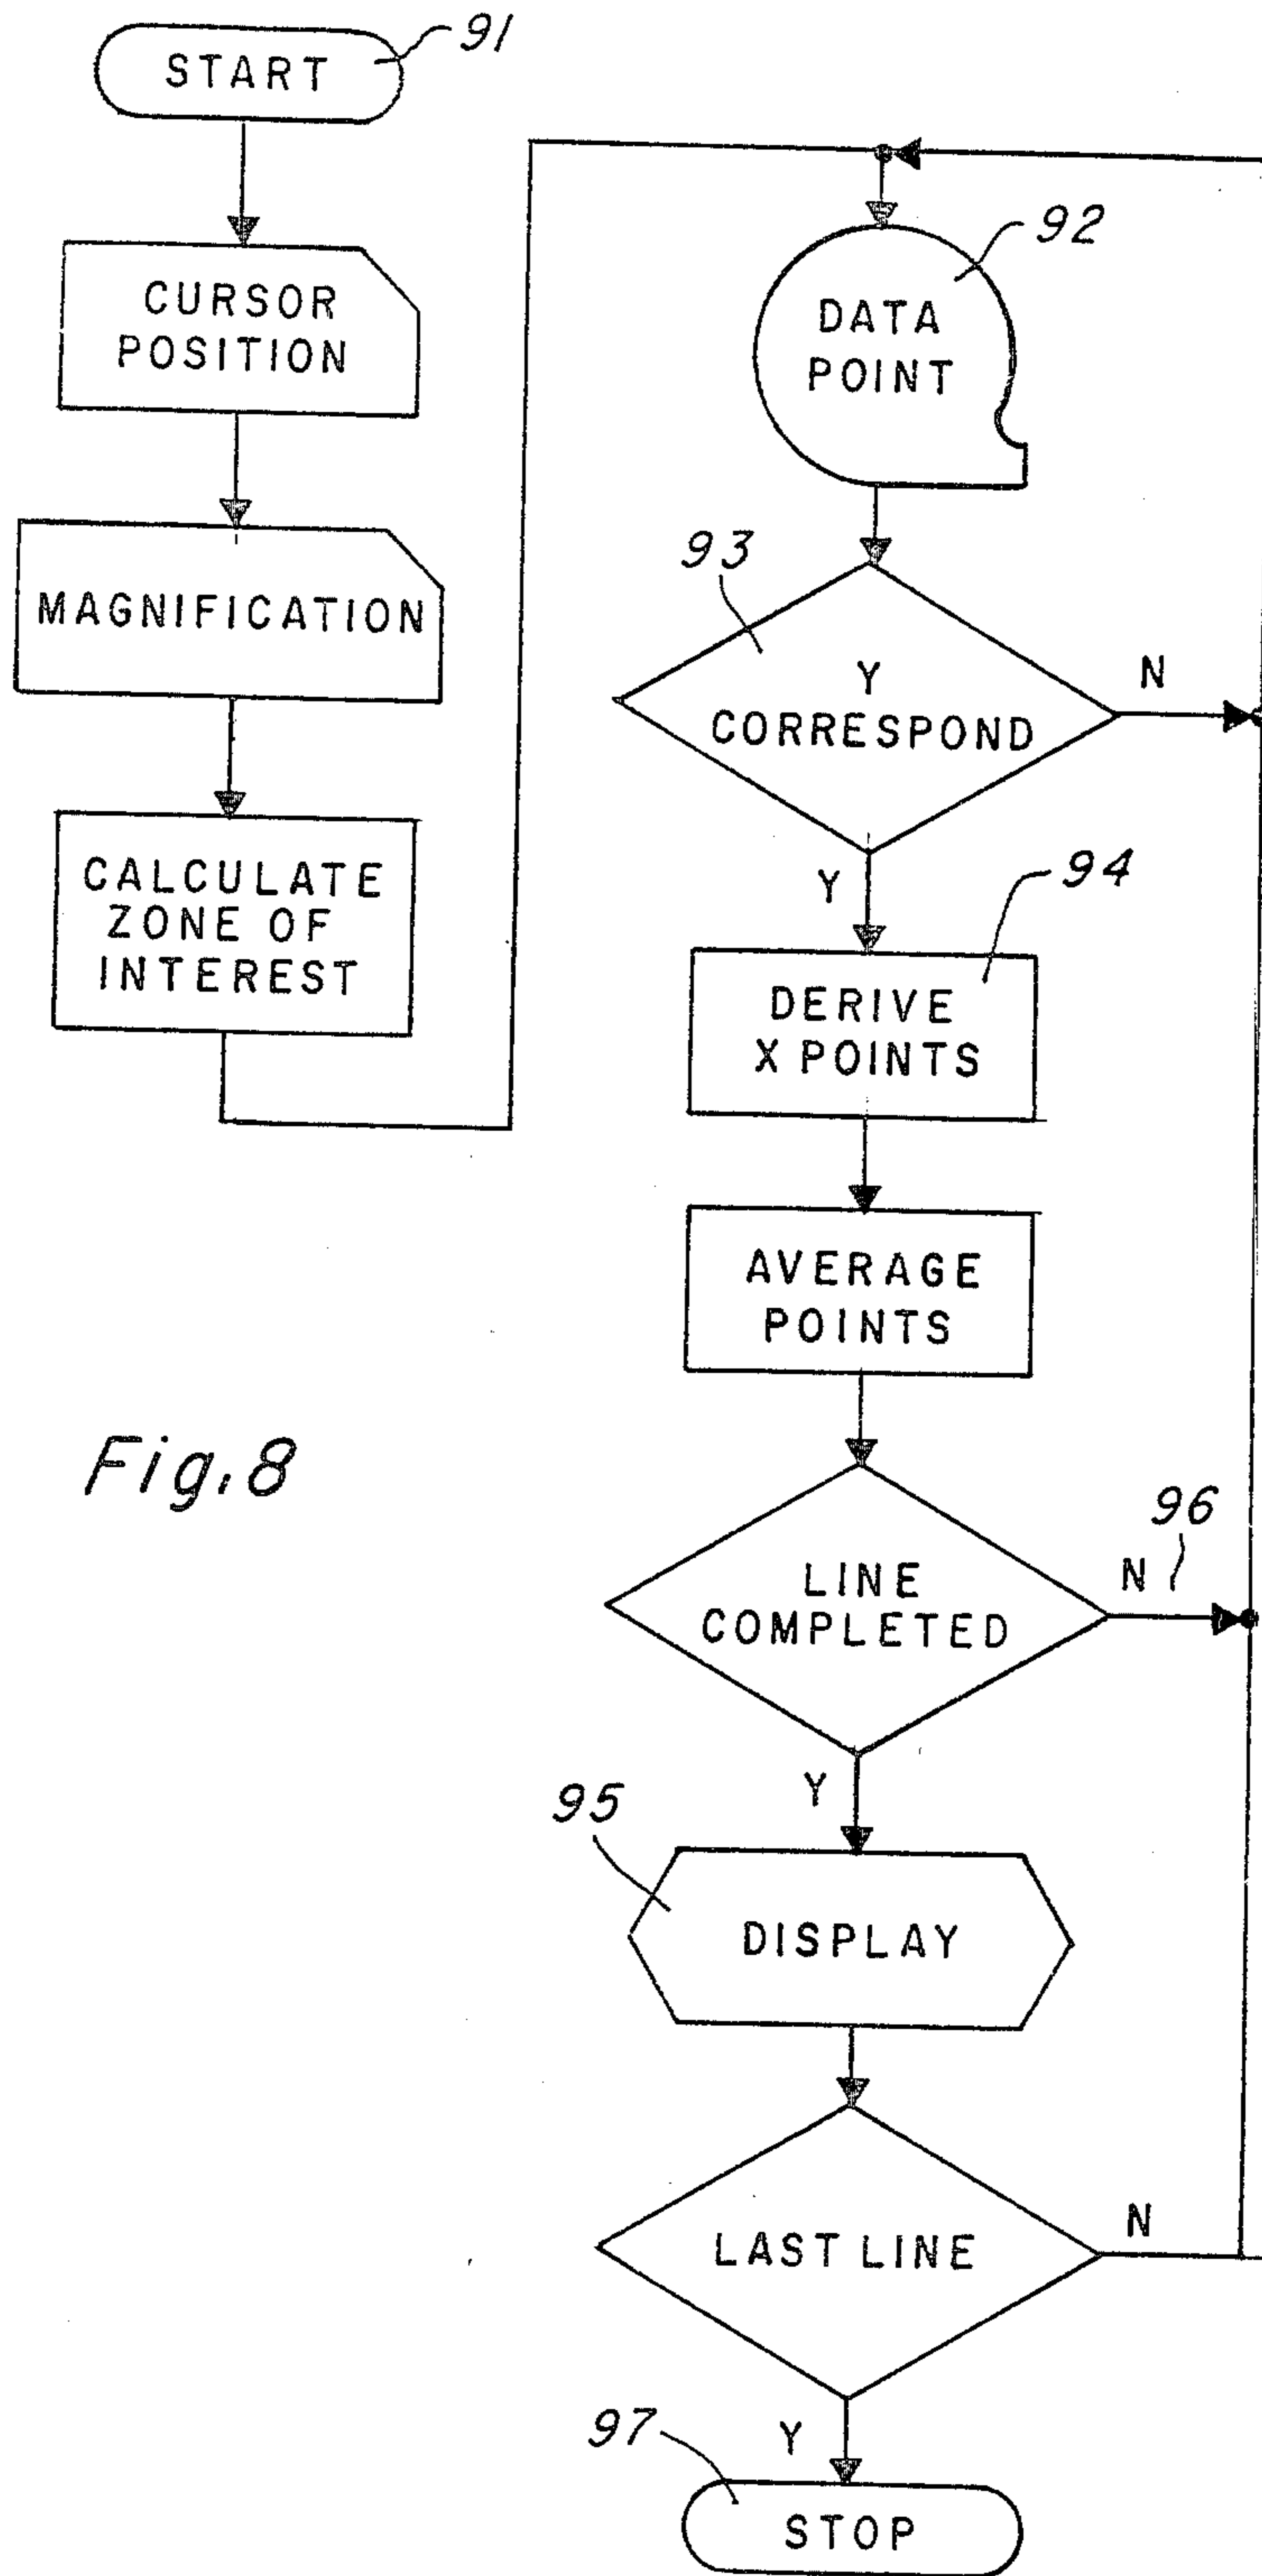 START
91
CURSOR
POSITION
MAGNIFICATION
CALCULATE
ZONE OF
INTEREST
92
DATA
POINT
93
Y
CORRESPOND
N
Y
94
DERIVE
X POINTS
AVERAGE
POINTS
LINE
COMPLETED
N
96
Y
95
DISPLAY
LAST LINE
N
Y
97
STOP
Fig. 8